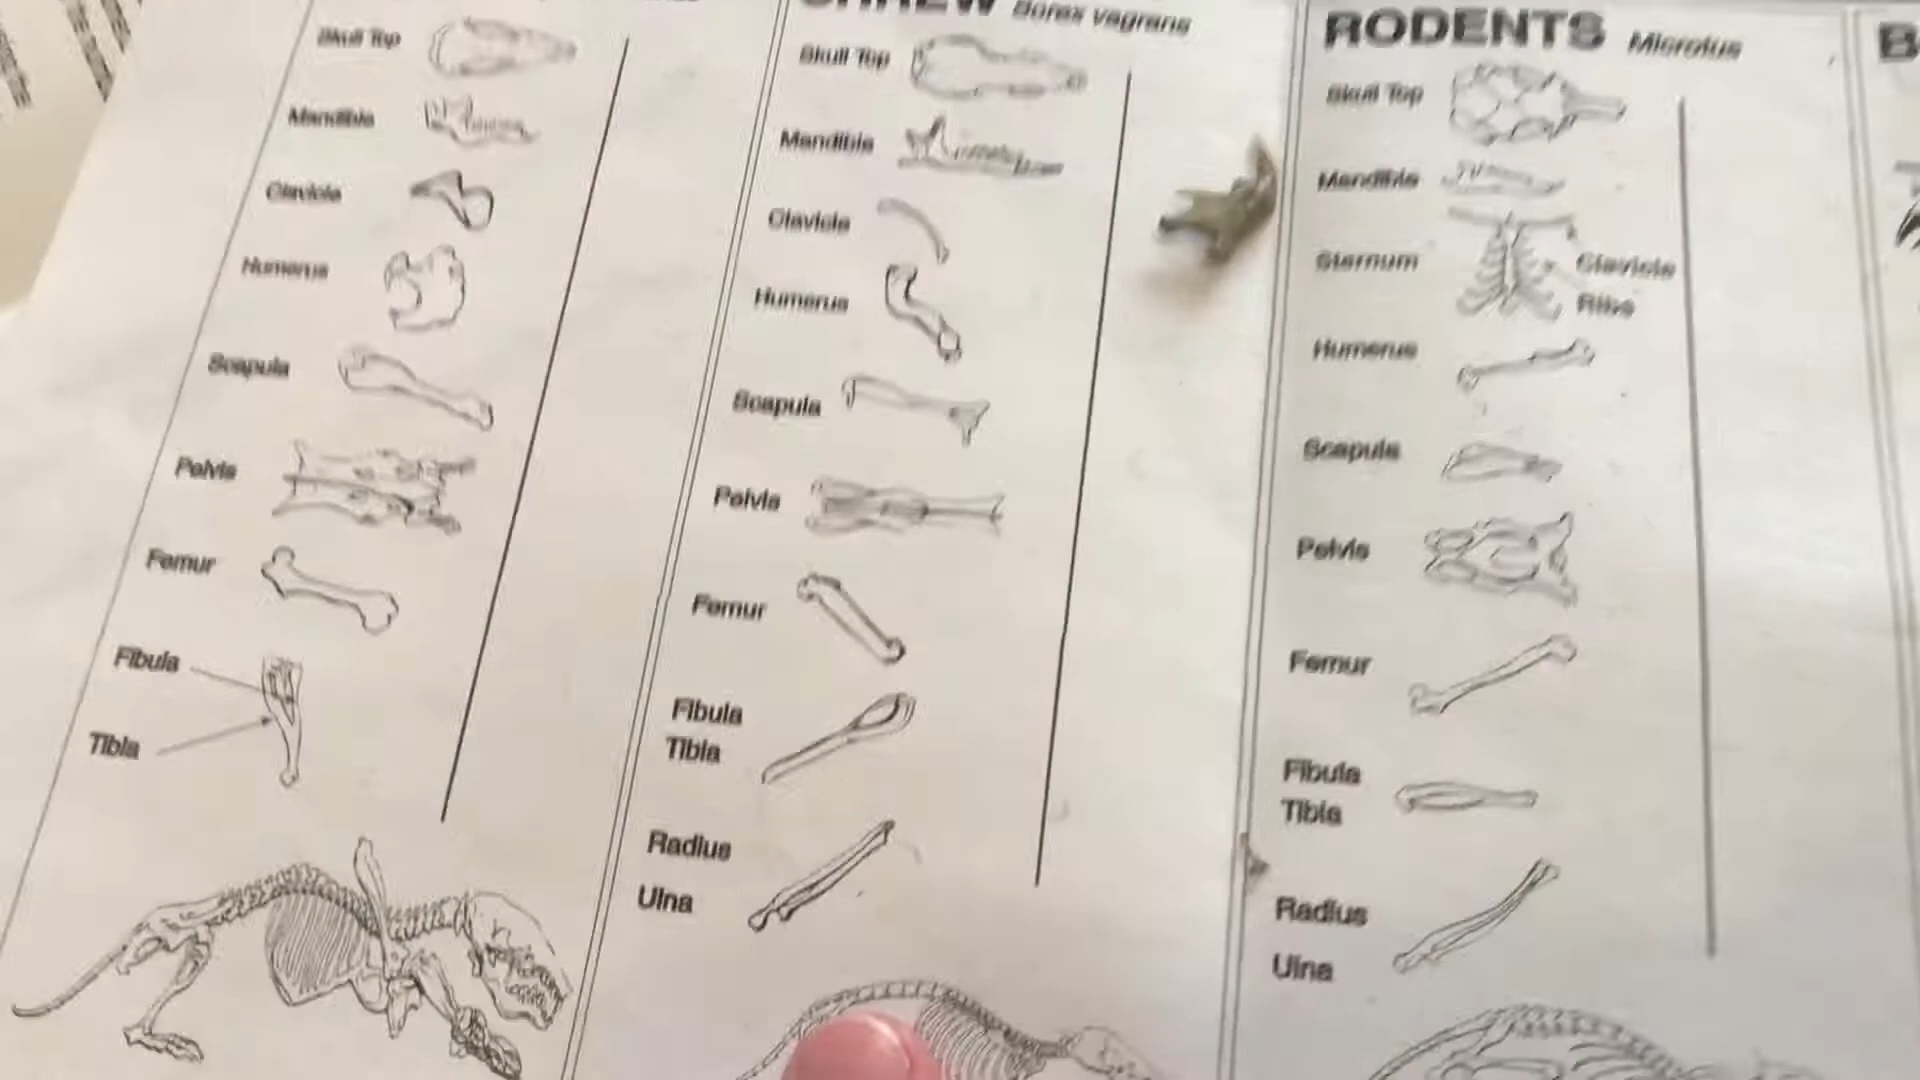 Skull Top
Mandible
Clavicle
Humerus
Scapula
Pelvis
Femur
Fibula
Tibia
SHREW Sorex vagrans
Skull Top
Mandible
Clavicle
Humerus
Scapula
Pelvis
Femur
Fibula
Tibia
Radius
Ulna
RODENTS Microtus
Skull Top
Mandible
Sternum
Clavicle
Ribs
Humerus
Scapula
Pelvis
Femur
Fibula
Tibia
Radius
Ulna
B